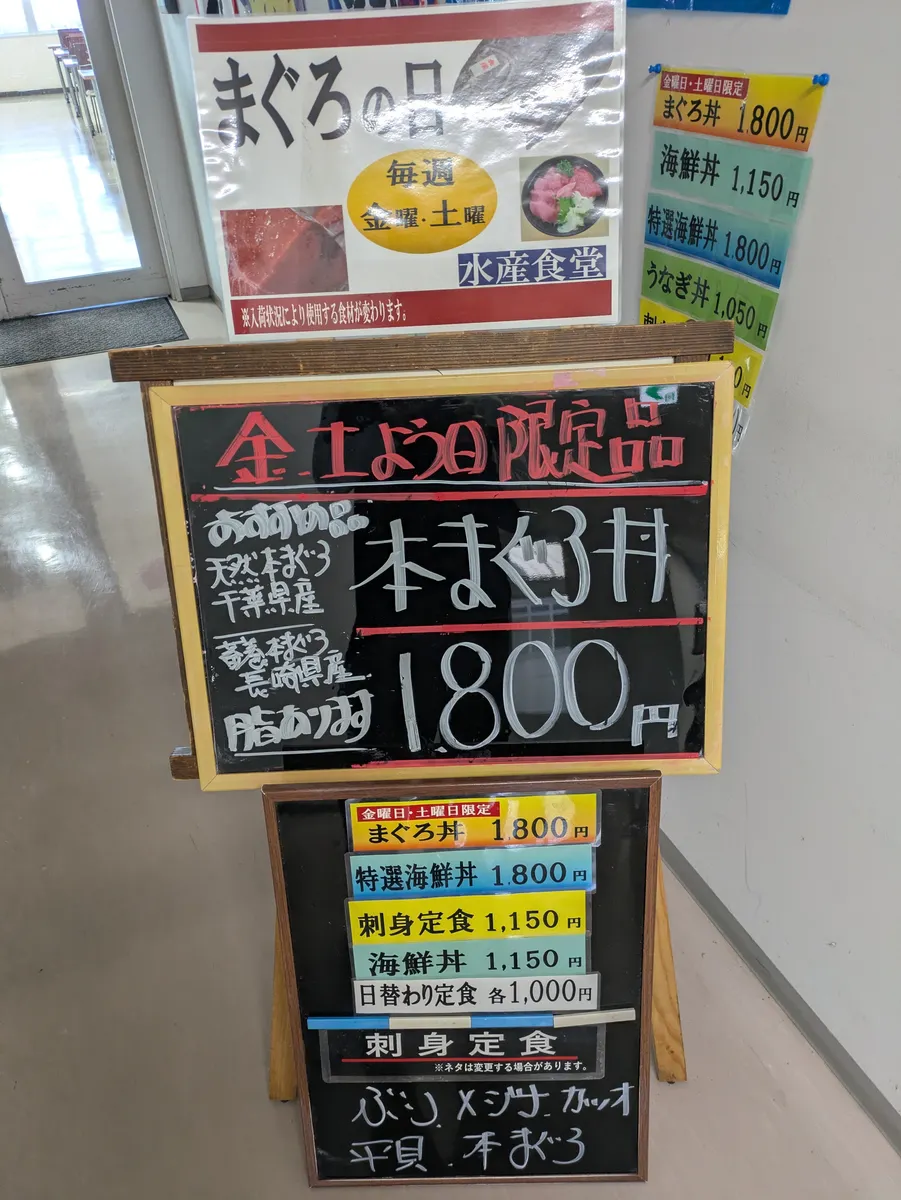 まぐろの日
毎週
金曜・土曜
水産食堂
※入荷状況により使用する食材が変わります。
金曜日・土曜日限定
まぐろ丼 1,800円
海鮮丼 1,150円
特選海鮮丼 1,800円
うなぎ丼 1,050円
金.土よう日限定品
おすすめ品
天然本まぐろ
千葉県産
蓄養本まぐろ
長崎県産
脂あります
本まぐろ丼
1.800円
金曜日・土曜日限定
まぐろ丼 1,800円
特選海鮮丼 1,800円
刺身定食 1,150円
海鮮丼 1,150円
日替わり定食 各1,000円
刺身定食
※ネタは変更する場合があります。
ぶり メジナ カツオ
平貝 本まぐろ